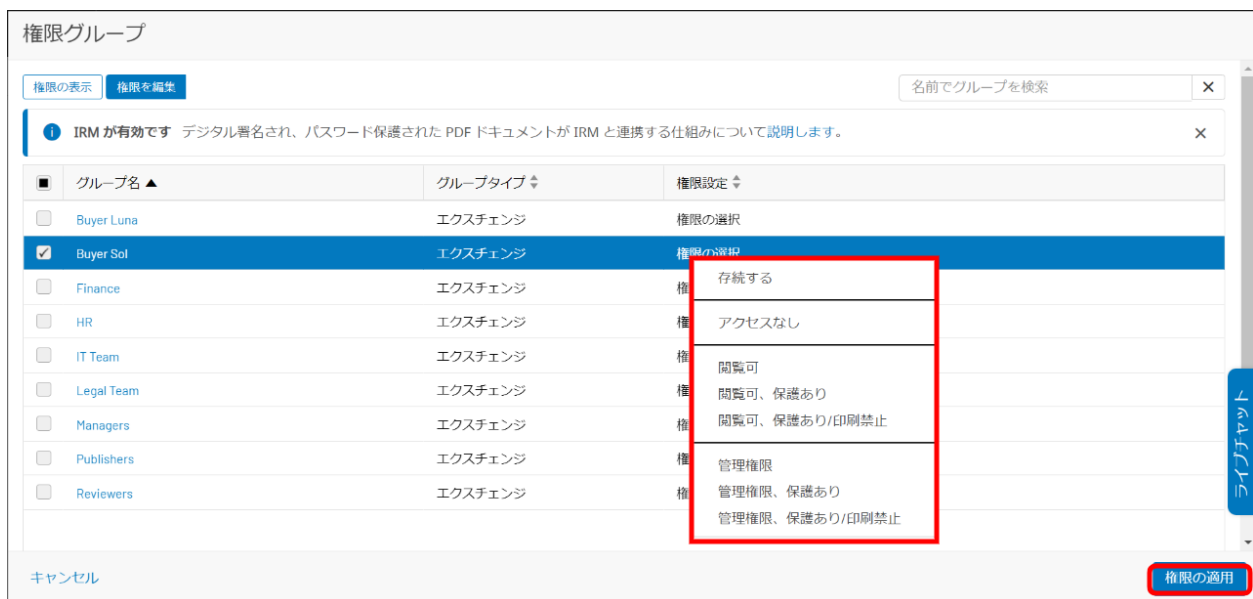 権限グループ
権限の表示 権限を編集 名前でグループを検索
IRM が有効です デジタル署名され、パスワード保護された PDF ドキュメントが IRM と連携する仕組みについて説明します。
グループ名 グループタイプ 権限設定
Buyer Luna エクスチェンジ 権限の選択
Buyer Sol エクスチェンジ 権限の選択
存続する
Finance エクスチェンジ 権
HR エクスチェンジ 権
アクセスなし
IT Team エクスチェンジ 権
閲覧可
Legal Team エクスチェンジ 権
閲覧可、保護あり
Managers エクスチェンジ 権
閲覧可、保護あり/印刷禁止
Publishers エクスチェンジ 権
管理権限
Reviewers エクスチェンジ 権
管理権限、保護あり
管理権限、保護あり/印刷禁止
ライブチャット
キャンセル 権限の適用